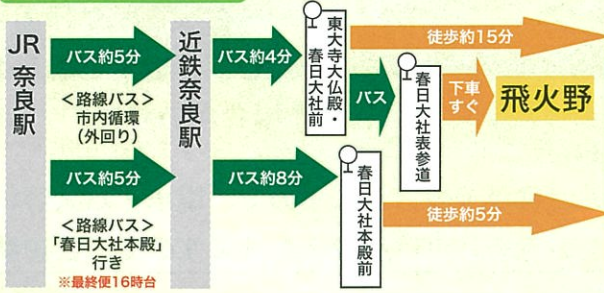 JR奈良駅
バス約5分
<路線バス>
市内循環
(外回り)
近鉄奈良駅
バス約4分
東大寺大仏殿・
春日大社前
徒歩約15分
バス
春日大社表参道
下車
すぐ
飛火野
バス約5分
<路線バス>
「春日大社本殿」
行き
※最終便16時台
バス約8分
春日大社本殿前
徒歩約5分